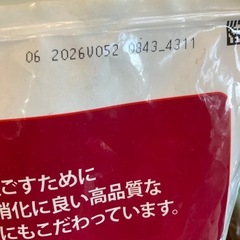 06 2026V052 0843_4311
ごすために
消化に良い高品質な
にもこだわっています。